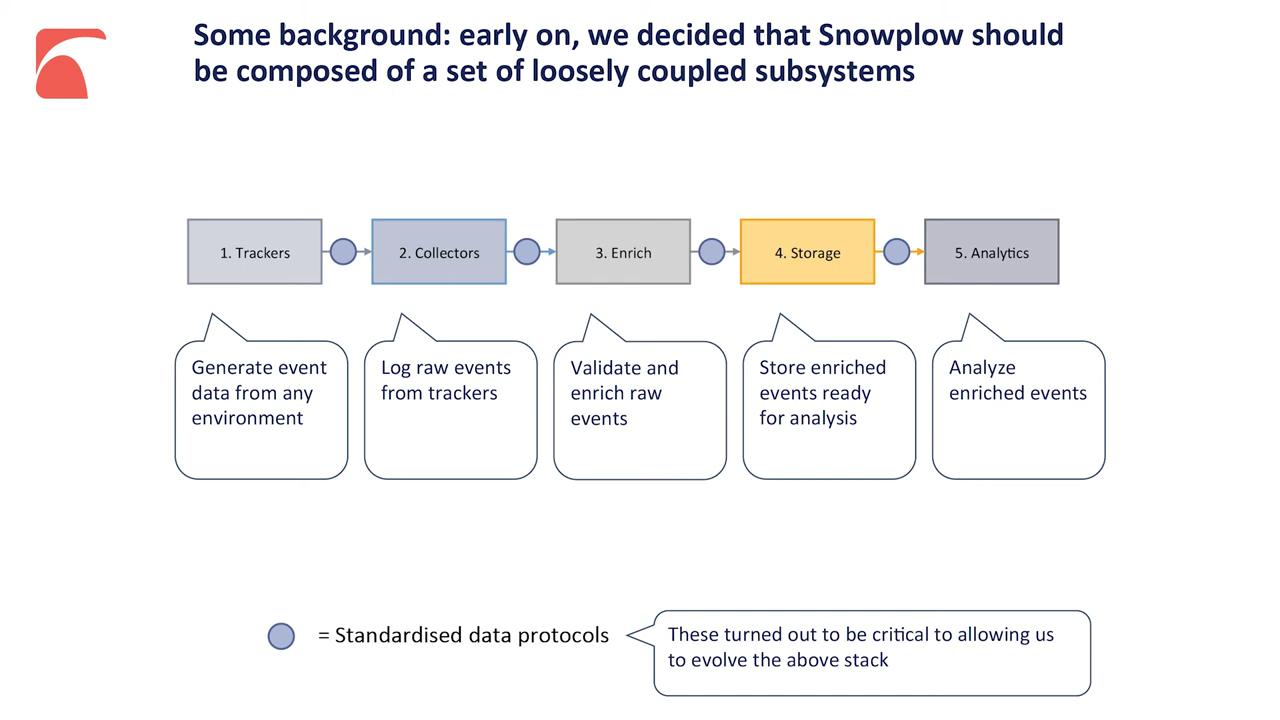 Some background: early on, we decided that Snowplow should
be composed of a set of loosely coupled subsystems
1. Trackers
2. Collectors
3. Enrich
4. Storage
5. Analytics
Generate event
data from any
environment
Log raw events
from trackers
Validate and
enrich raw
events
Store enriched
events ready
for analysis
Analyze
enriched events
= Standardised data protocols
These turned out to be critical to allowing us
to evolve the above stack